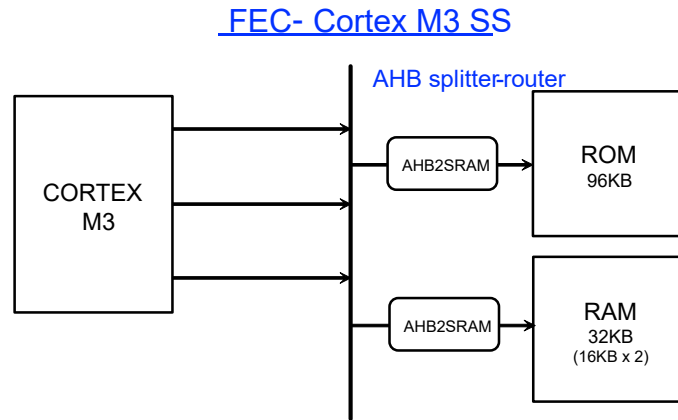 FEC- Cortex M3 SS
AHB splitter-router
CORTEX
M3
AHB2SRAM
ROM
96KB
AHB2SRAM
RAM
32KB
(16KB x 2)